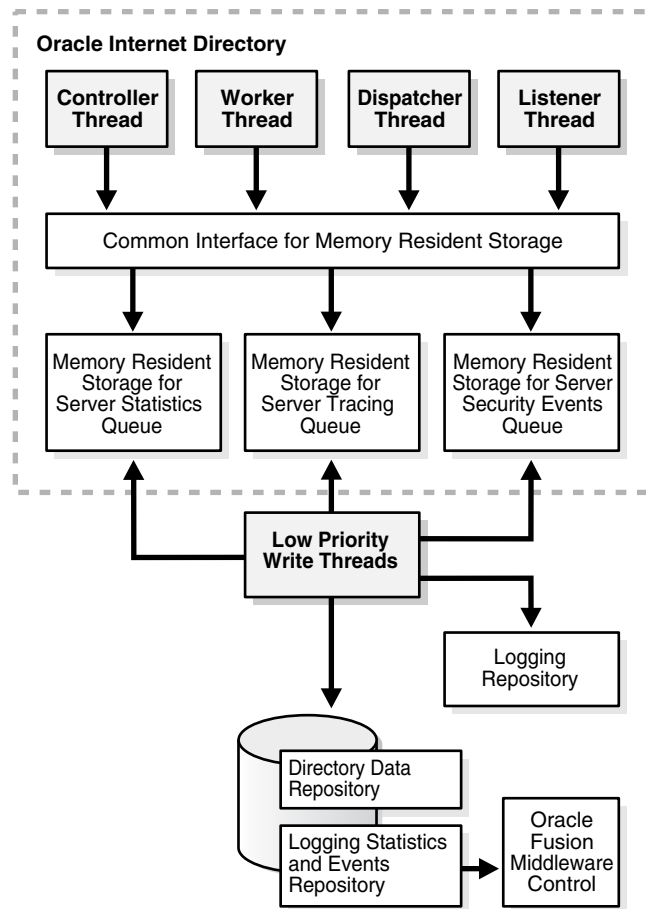 Oracle Internet Directory
Controller
Thread
Worker
Thread
Dispatcher
Thread
Listener
Thread
Common Interface for Memory Resident Storage
Memory Resident
Storage for
Server Statistics
Queue
Memory Resident
Storage for
Server Tracing
Queue
Memory Resident
Storage for Server
Security Events
Queue
Low Priority
Write Threads
Logging
Repository
Directory Data
Repository
Logging Statistics
and Events
Repository
Oracle
Fusion
Middleware
Control